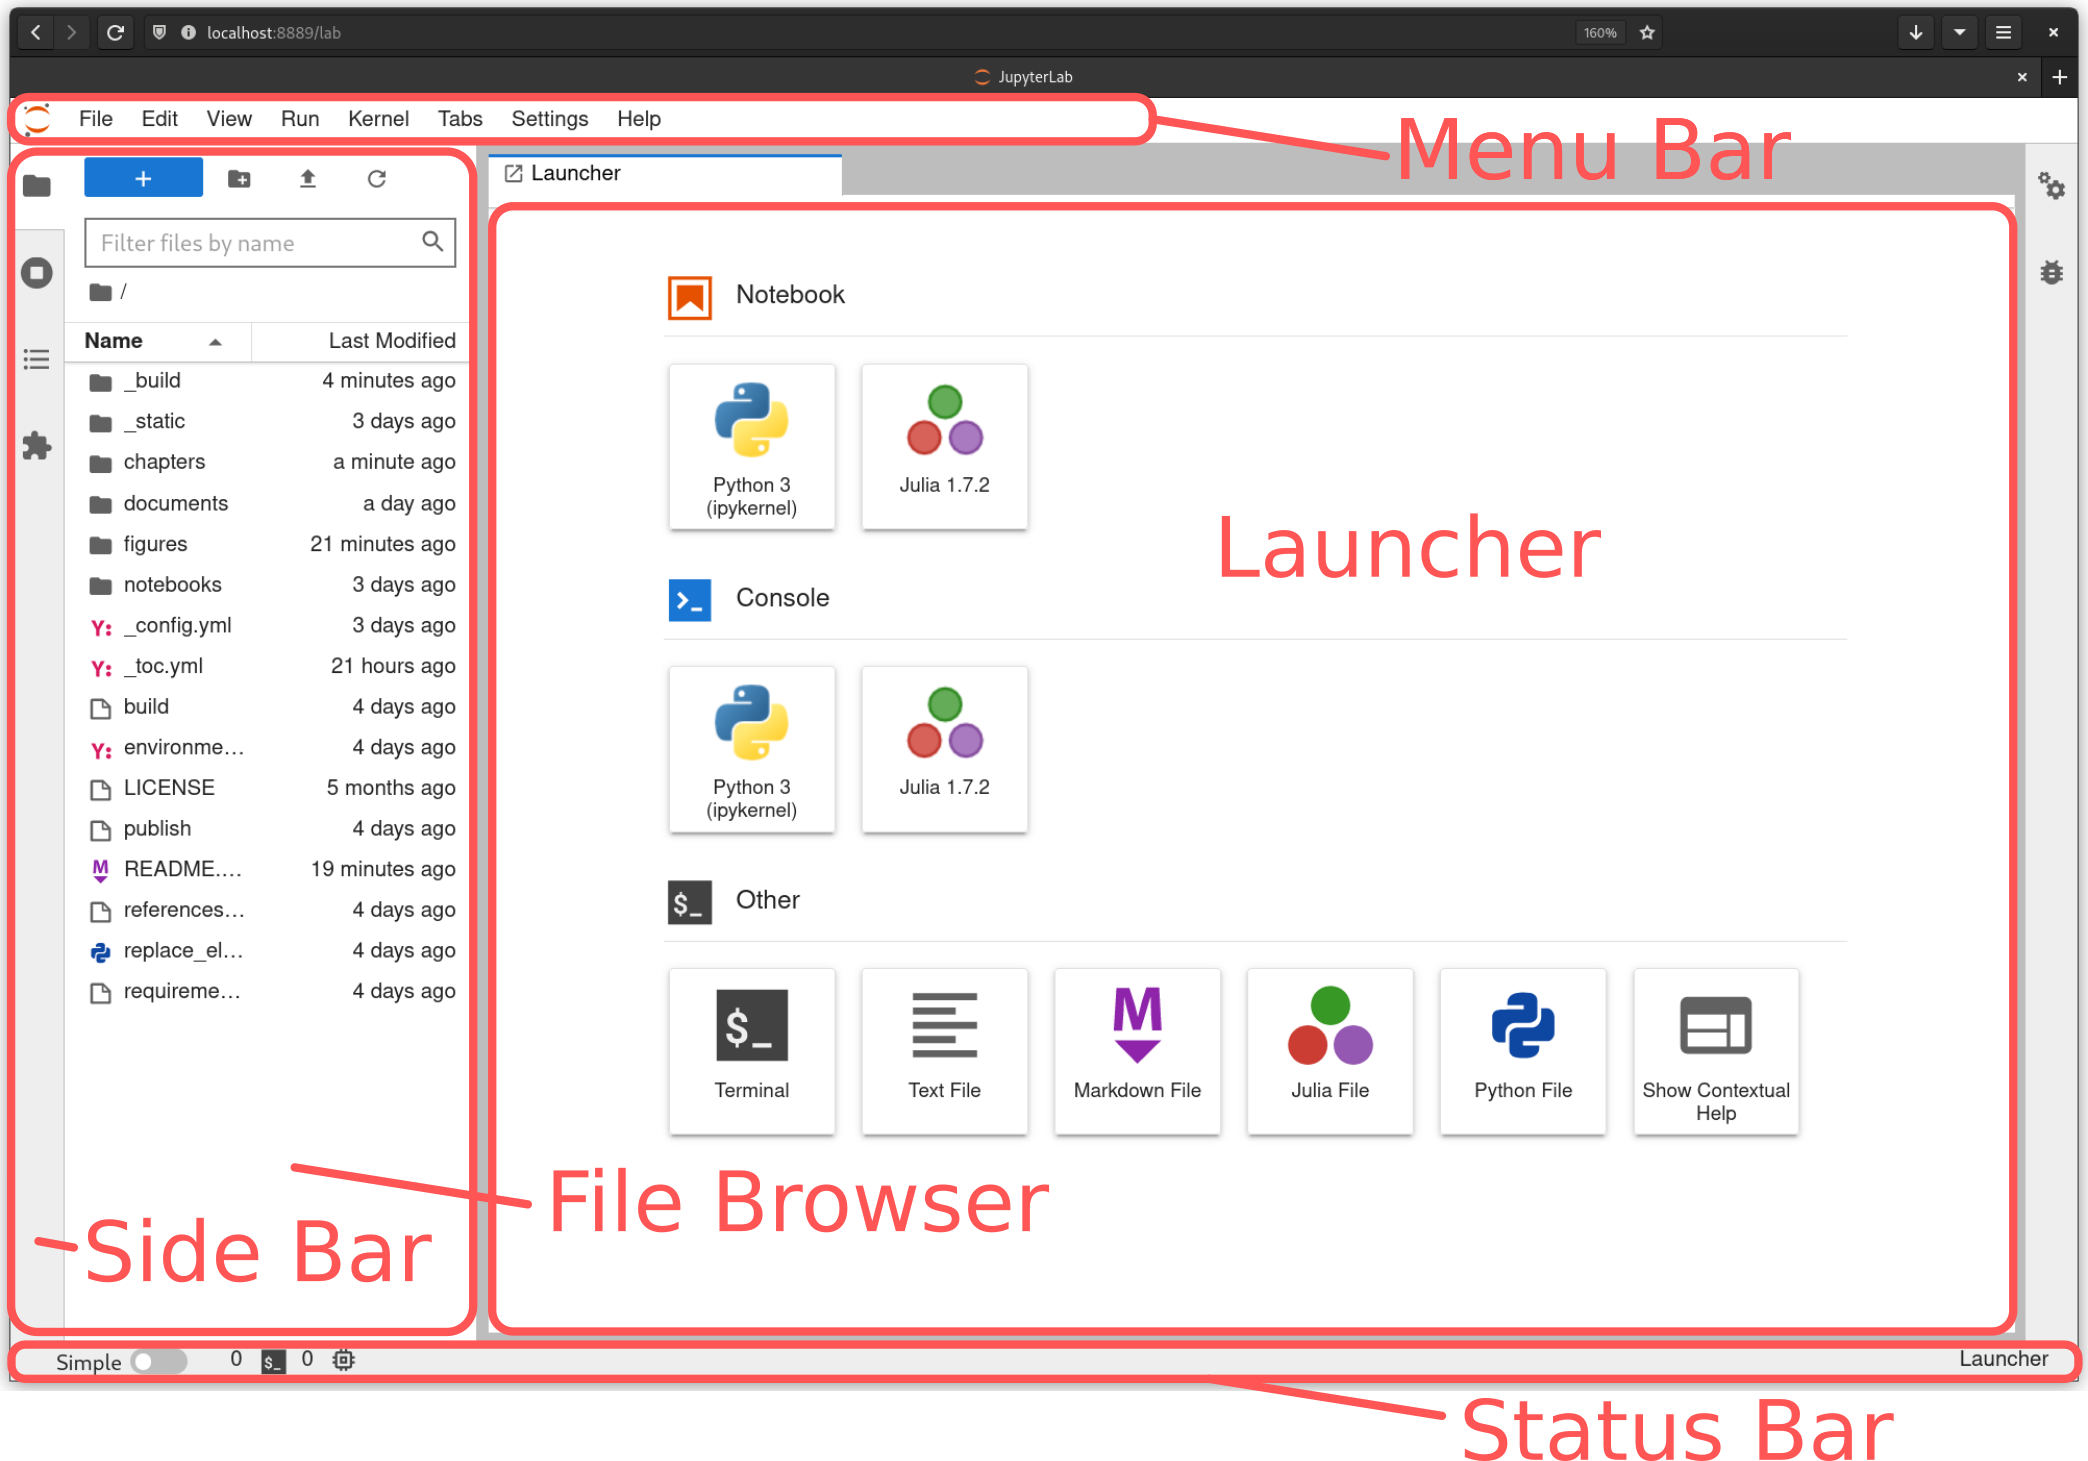 localhost:8889/lab
160%
JupyterLab
File Edit View Run Kernel Tabs Settings Help
Menu Bar
+
Launcher
Filter files by name
/
Name Last Modified
_build 4 minutes ago
_static 3 days ago
chapters a minute ago
documents a day ago
figures 21 minutes ago
notebooks 3 days ago
Y: _config.yml 3 days ago
Y: _toc.yml 21 hours ago
build 4 days ago
Y: environme... 4 days ago
LICENSE 5 months ago
publish 4 days ago
M README.... 19 minutes ago
references... 4 days ago
replace_el... 4 days ago
requireme... 4 days ago
Notebook
Python 3
(ipykernel)
Julia 1.7.2
Launcher
>_ Console
Python 3
(ipykernel)
Julia 1.7.2
$_ Other
$_
Terminal
Text File
M
Markdown File
Julia File
Python File
Show Contextual
Help
File Browser
Side Bar
Simple 0 $_ 0
Launcher
Status Bar